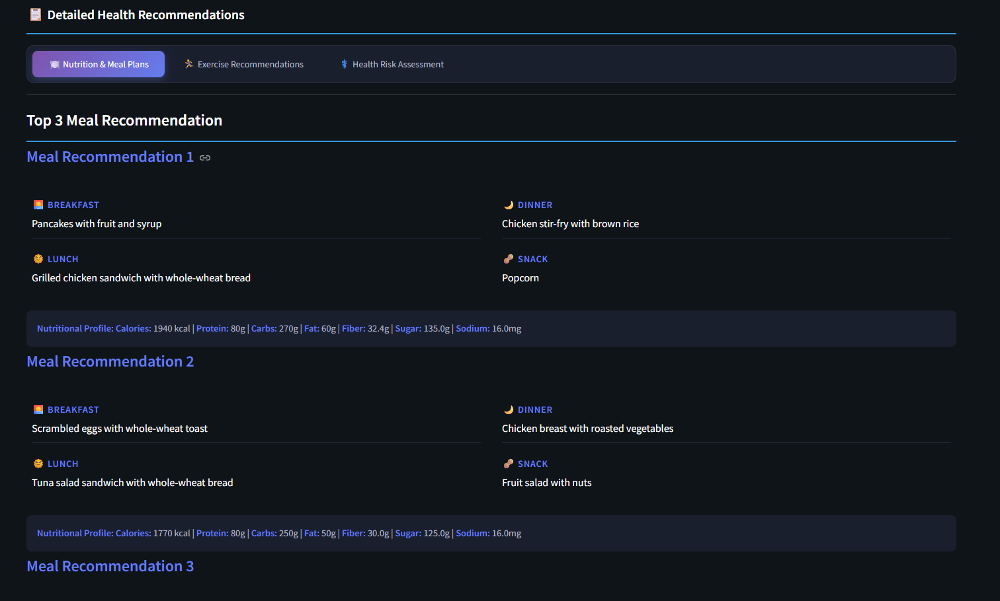 Detailed Health Recommendations
Nutrition & Meal Plans
Exercise Recommendations
Health Risk Assessment
Top 3 Meal Recommendation
Meal Recommendation 1
BREAKFAST
Pancakes with fruit and syrup
LUNCH
Grilled chicken sandwich with whole-wheat bread
DINNER
Chicken stir-fry with brown rice
SNACK
Popcorn
Nutritional Profile: Calories: 1940 kcal | Protein: 80g | Carbs: 270g | Fat: 60g | Fiber: 32.4g | Sugar: 135.0g | Sodium: 16.0mg
Meal Recommendation 2
BREAKFAST
Scrambled eggs with whole-wheat toast
LUNCH
Tuna salad sandwich with whole-wheat bread
DINNER
Chicken breast with roasted vegetables
SNACK
Fruit salad with nuts
Nutritional Profile: Calories: 1770 kcal | Protein: 80g | Carbs: 250g | Fat: 50g | Fiber: 30.0g | Sugar: 125.0g | Sodium: 16.0mg
Meal Recommendation 3